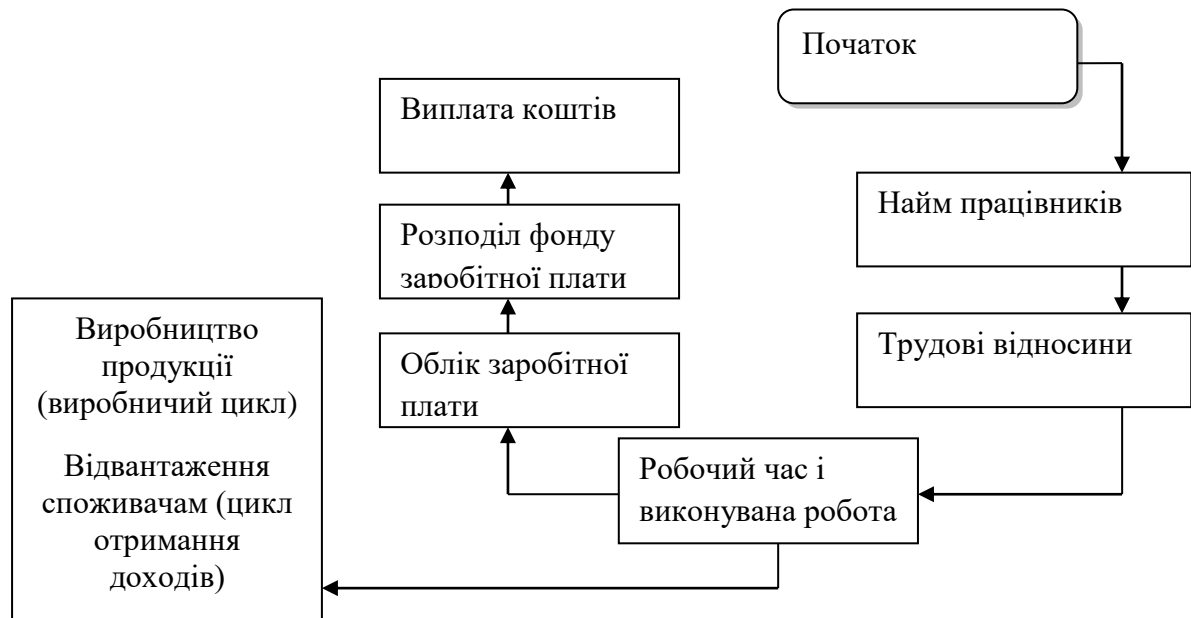 Початок
Виплата коштів
Найм працівників
Розподіл фонду
заробітної плати
Виробництво
продукції
(виробничий цикл)
Відвантаження
споживачам (цикл
отримання
доходів)
Облік заробітної
плати
Трудові відносини
Робочий час і
виконувана робота